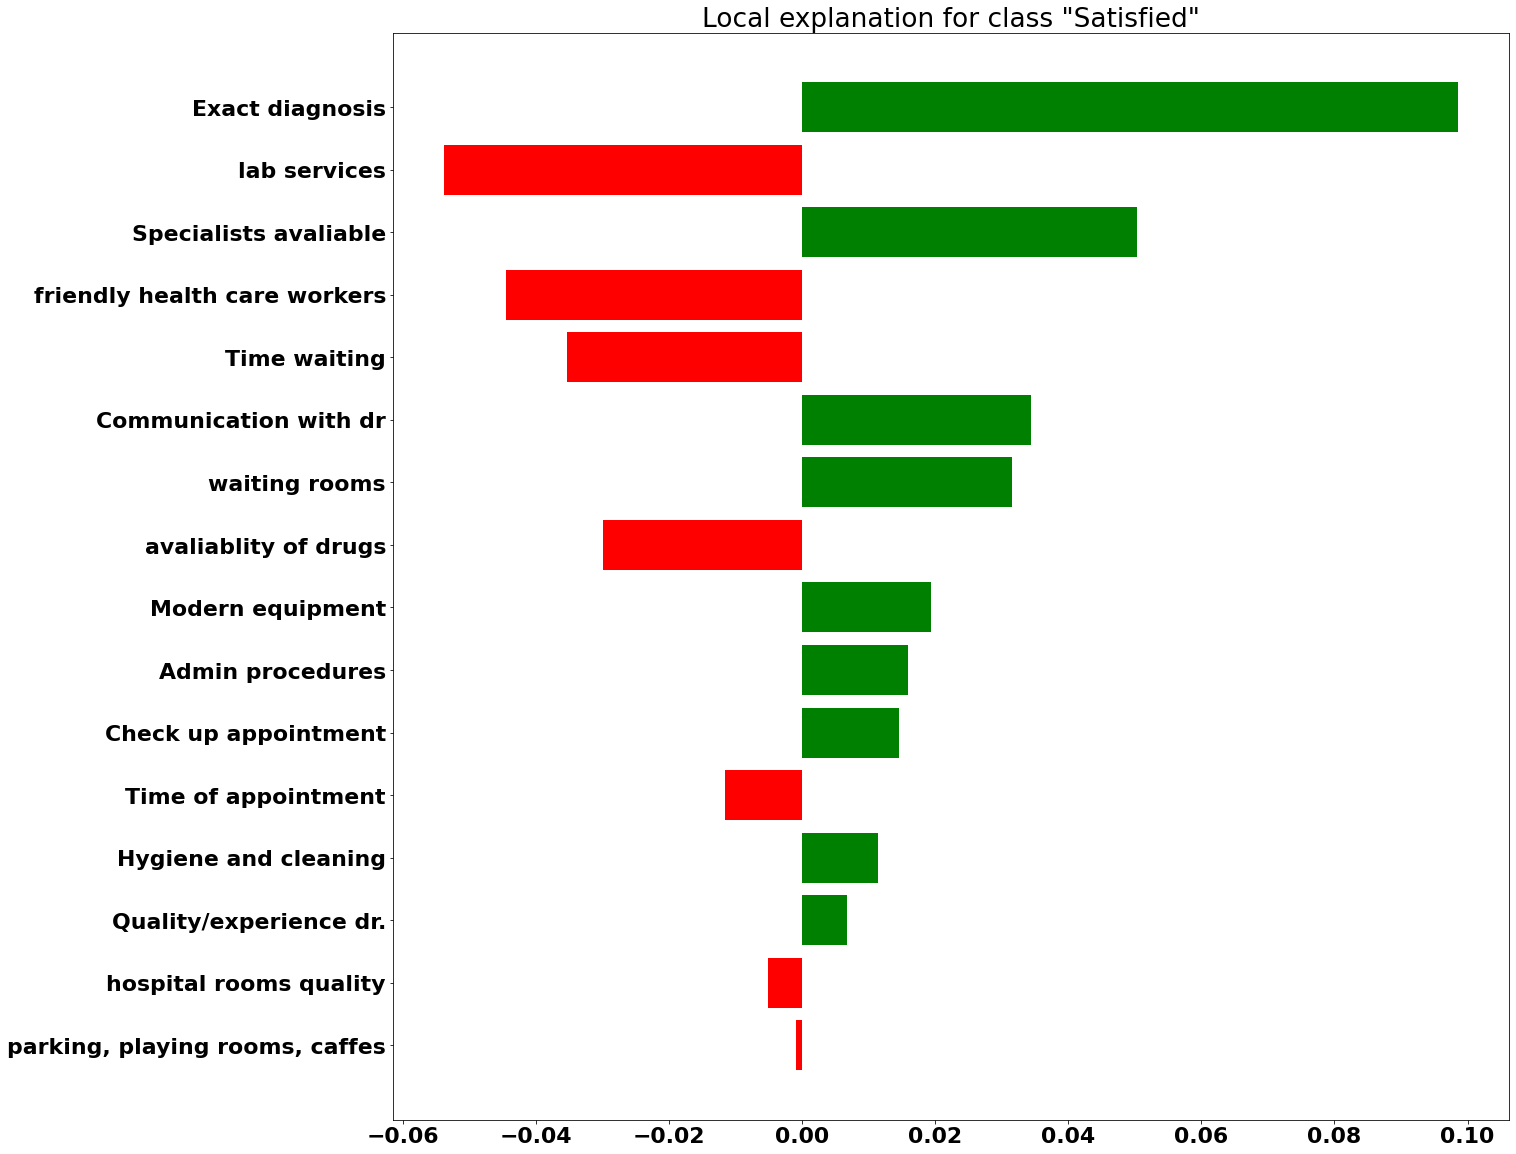 Local explanation for class "Satisfied"
Exact diagnosis
lab services
Specialists avaliable
friendly health care workers
Time waiting
Communication with dr
waiting rooms
avaliablity of drugs
Modern equipment
Admin procedures
Check up appointment
Time of appointment
Hygiene and cleaning
Quality/experience dr.
hospital rooms quality
parking, playing rooms, caffes
−0.06 −0.04 −0.02 0.00 0.02 0.04 0.06 0.08 0.10